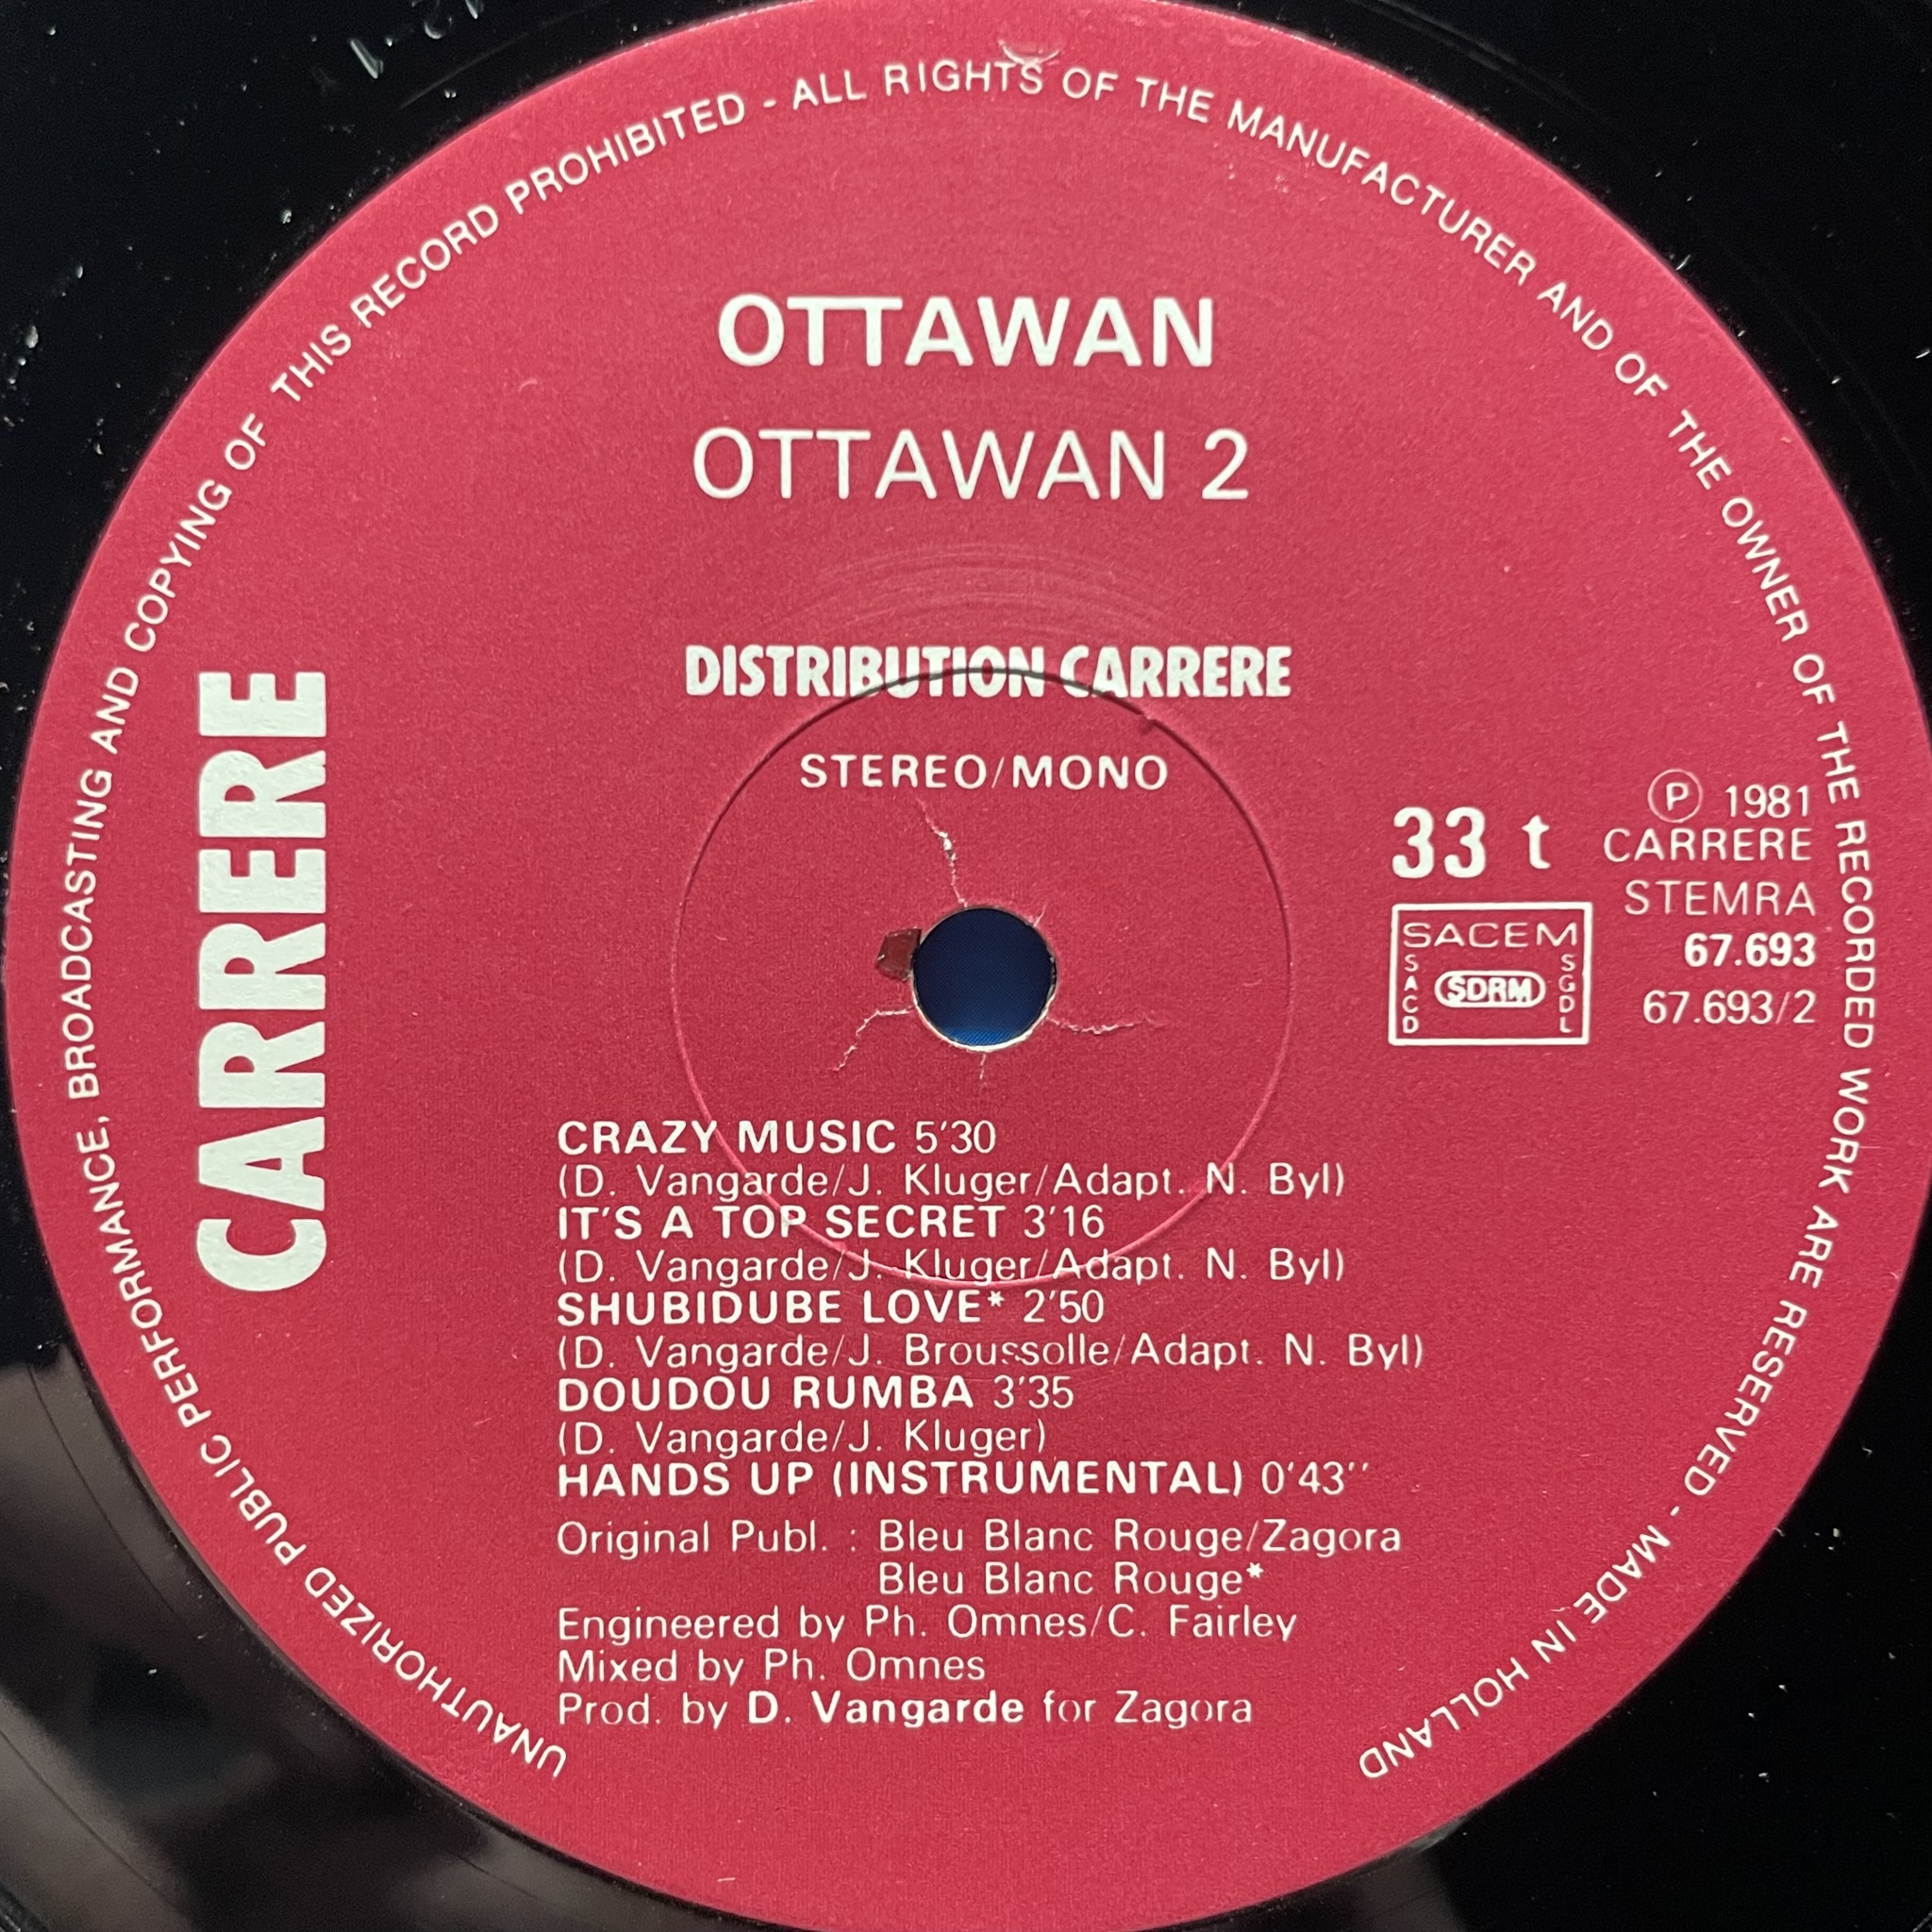 UNAUTHORIZED PUBLIC PERFORMANCE, BROADCASTING AND COPYING OF THIS RECORD PROHIBITED - ALL RIGHTS OF THE MANUFACTURER AND OF THE OWNER OF THE RECORDED WORK ARE RESERVED - MADE IN HOLLAND
OTTAWAN
OTTAWAN 2
DISTRIBUTION CARRERE
STEREO/MONO
CARRERE
33 t
SACEM
SACD
SDRM
SGDL
Ⓟ 1981
CARRERE
STEMRA
67.693
67.693/2
CRAZY MUSIC 5'30
(D. Vangarde/J. Kluger/Adapt. N. Byl)
IT'S A TOP SECRET 3'16
(D. Vangarde/J. Kluger/Adapt. N. Byl)
SHUBIDUBE LOVE* 2'50
(D. Vangarde/J. Broussolle/Adapt. N. Byl)
DOUDOU RUMBA 3'35
(D. Vangarde/J. Kluger)
HANDS UP (INSTRUMENTAL) 0'43''
Original Publ. : Bleu Blanc Rouge/Zagora
Bleu Blanc Rouge*
Engineered by Ph. Omnes/C. Fairley
Mixed by Ph. Omnes
Prod. by D. Vangarde for Zagora